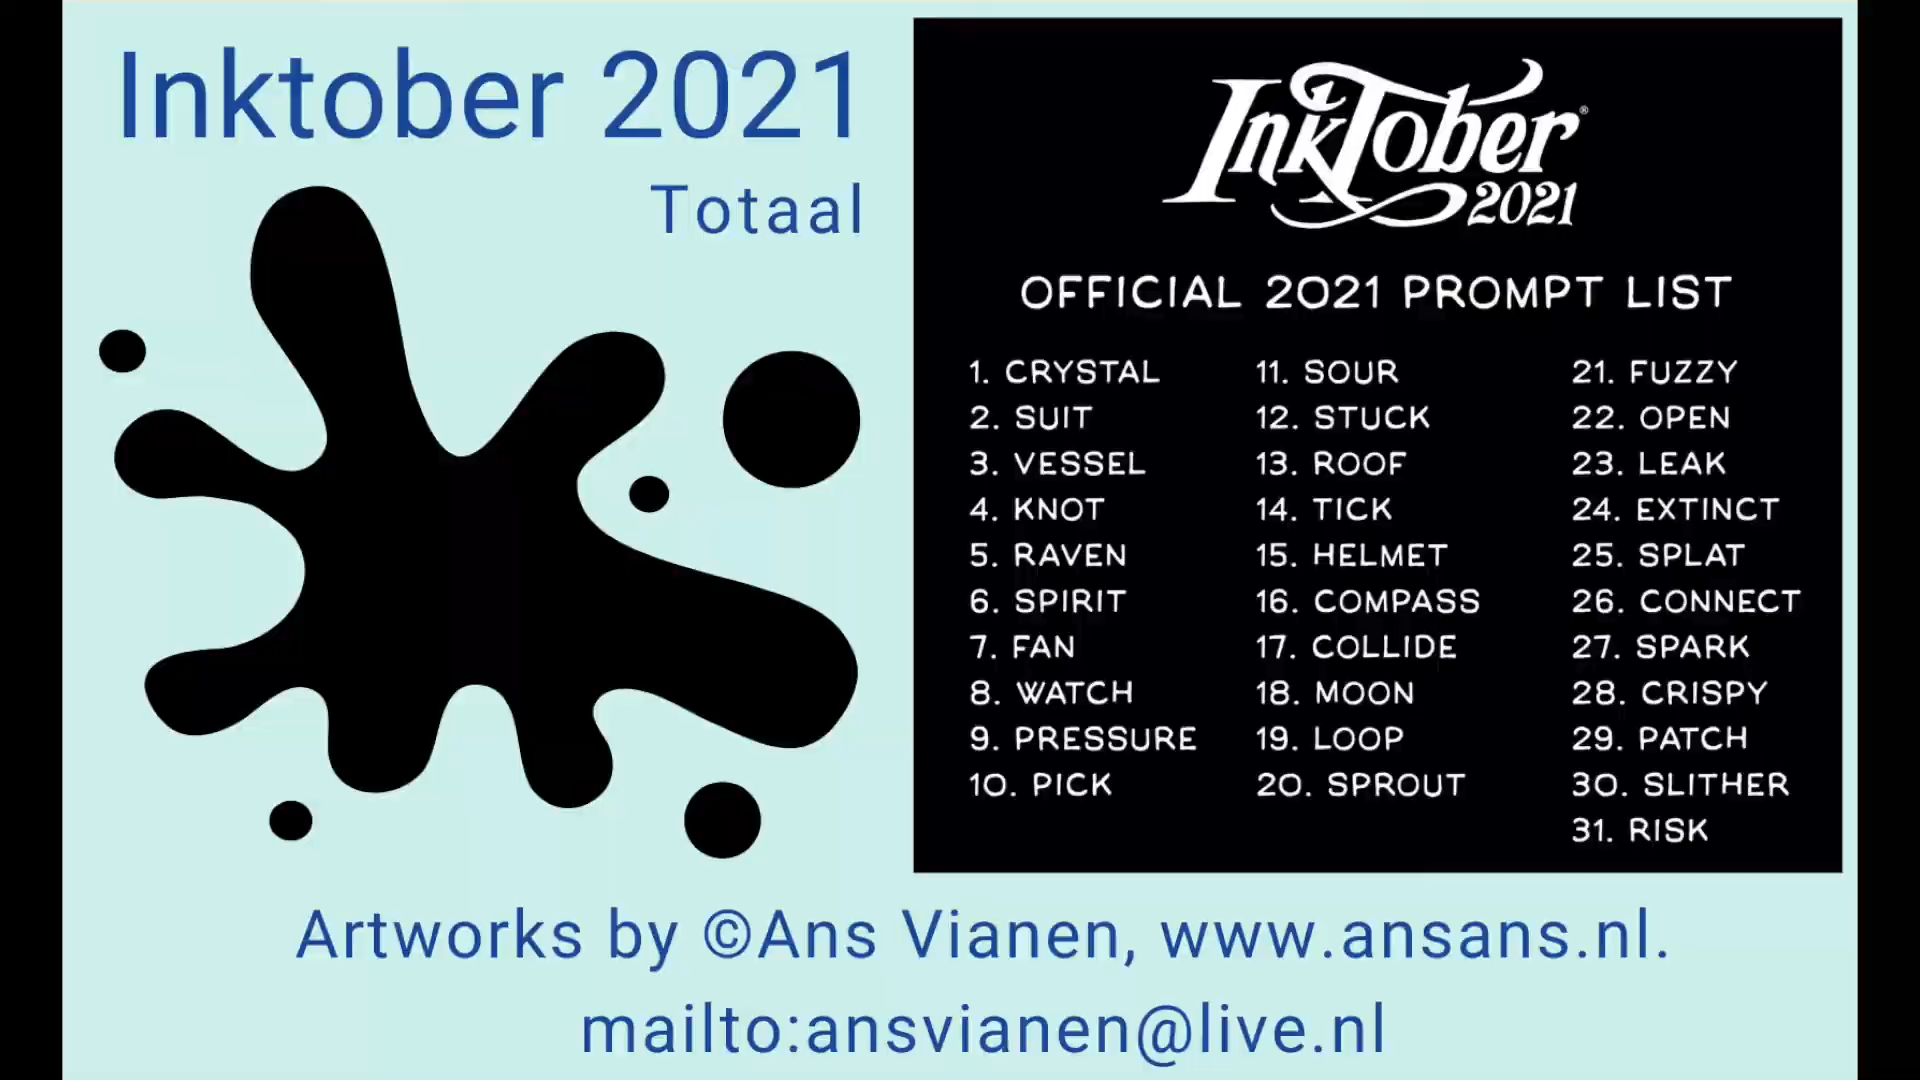 Inktober 2021
Totaal
InkTober®
2021
OFFICIAL 2021 PROMPT LIST
1. CRYSTAL
2. SUIT
3. VESSEL
4. KNOT
5. RAVEN
6. SPIRIT
7. FAN
8. WATCH
9. PRESSURE
10. PICK
11. SOUR
12. STUCK
13. ROOF
14. TICK
15. HELMET
16. COMPASS
17. COLLIDE
18. MOON
19. LOOP
20. SPROUT
21. FUZZY
22. OPEN
23. LEAK
24. EXTINCT
25. SPLAT
26. CONNECT
27. SPARK
28. CRISPY
29. PATCH
30. SLITHER
31. RISK
Artworks by ©Ans Vianen, www.ansans.nl.
mailto:ansvianen@live.nl